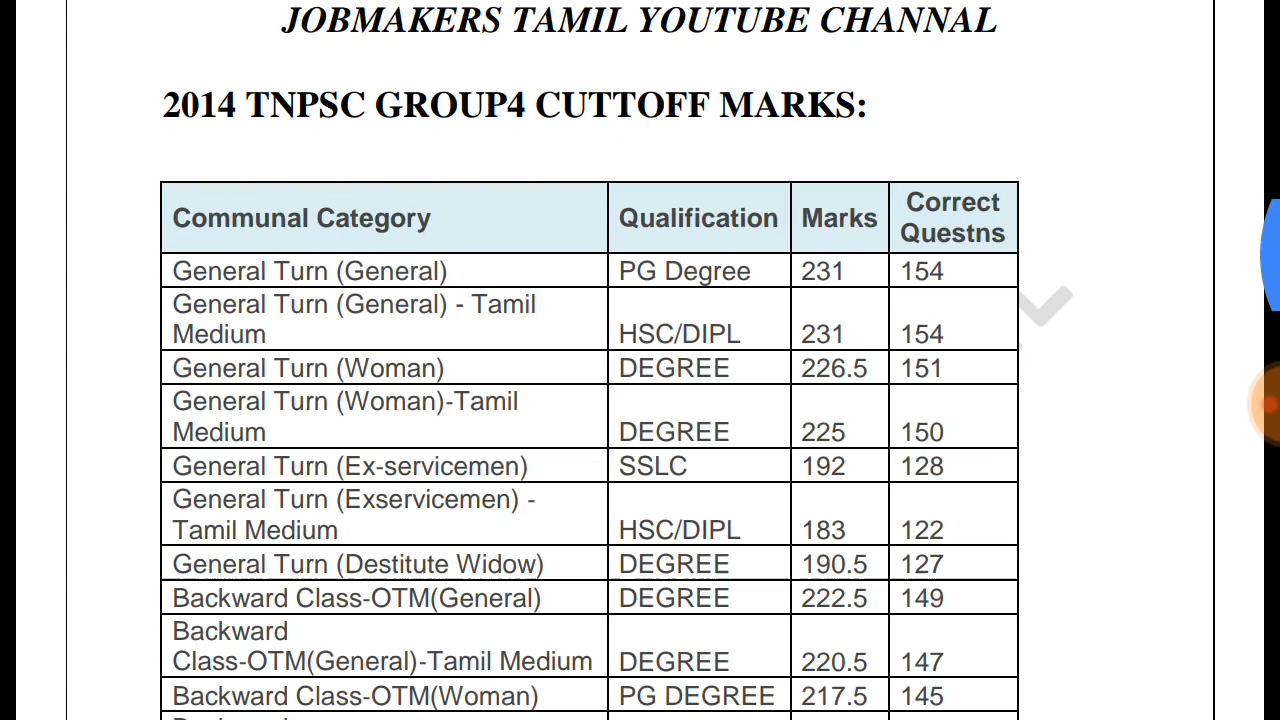 JOBMAKERS TAMIL YOUTUBE CHANNAL
2014 TNPSC GROUP4 CUTTOFF MARKS:
Communal Category Qualification Marks Correct Questns
General Turn (General) PG Degree 231 154
General Turn (General) - Tamil
Medium HSC/DIPL 231 154
General Turn (Woman) DEGREE 226.5 151
General Turn (Woman)-Tamil
Medium DEGREE 225 150
General Turn (Ex-servicemen) SSLC 192 128
General Turn (Exservicemen) -
Tamil Medium HSC/DIPL 183 122
General Turn (Destitute Widow) DEGREE 190.5 127
Backward Class-OTM(General) DEGREE 222.5 149
Backward
Class-OTM(General)-Tamil Medium DEGREE 220.5 147
Backward Class-OTM(Woman) PG DEGREE 217.5 145